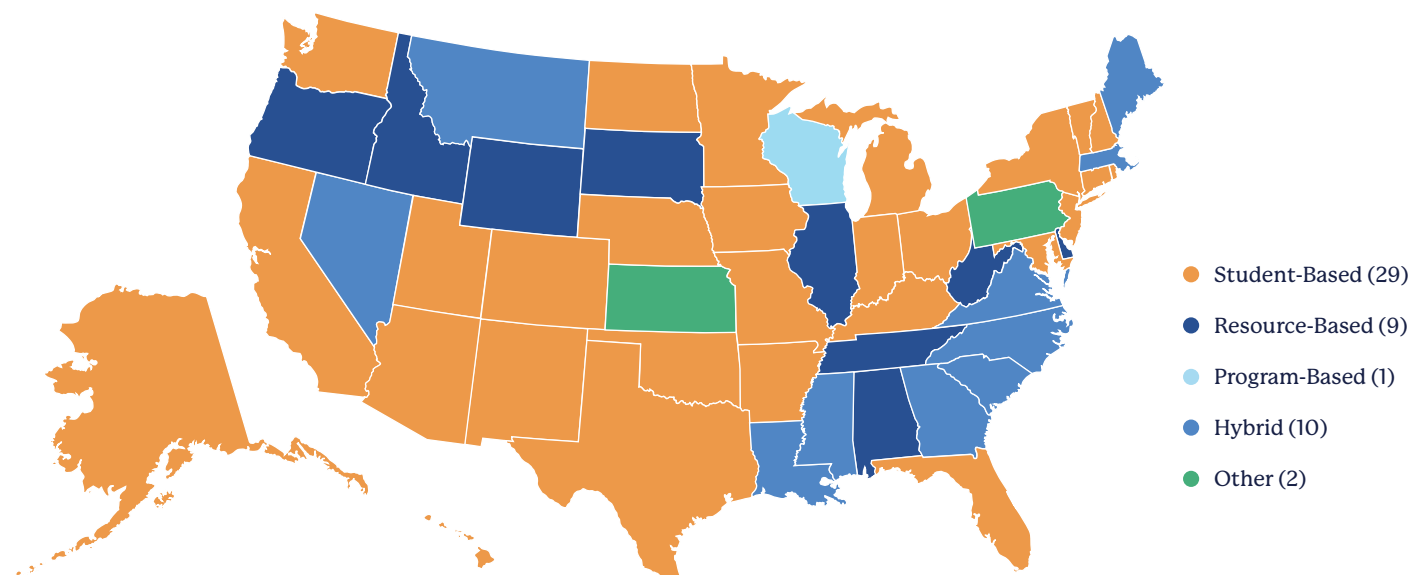 Student-Based (29)
Resource-Based (9)
Program-Based (1)
Hybrid (10)
Other (2)